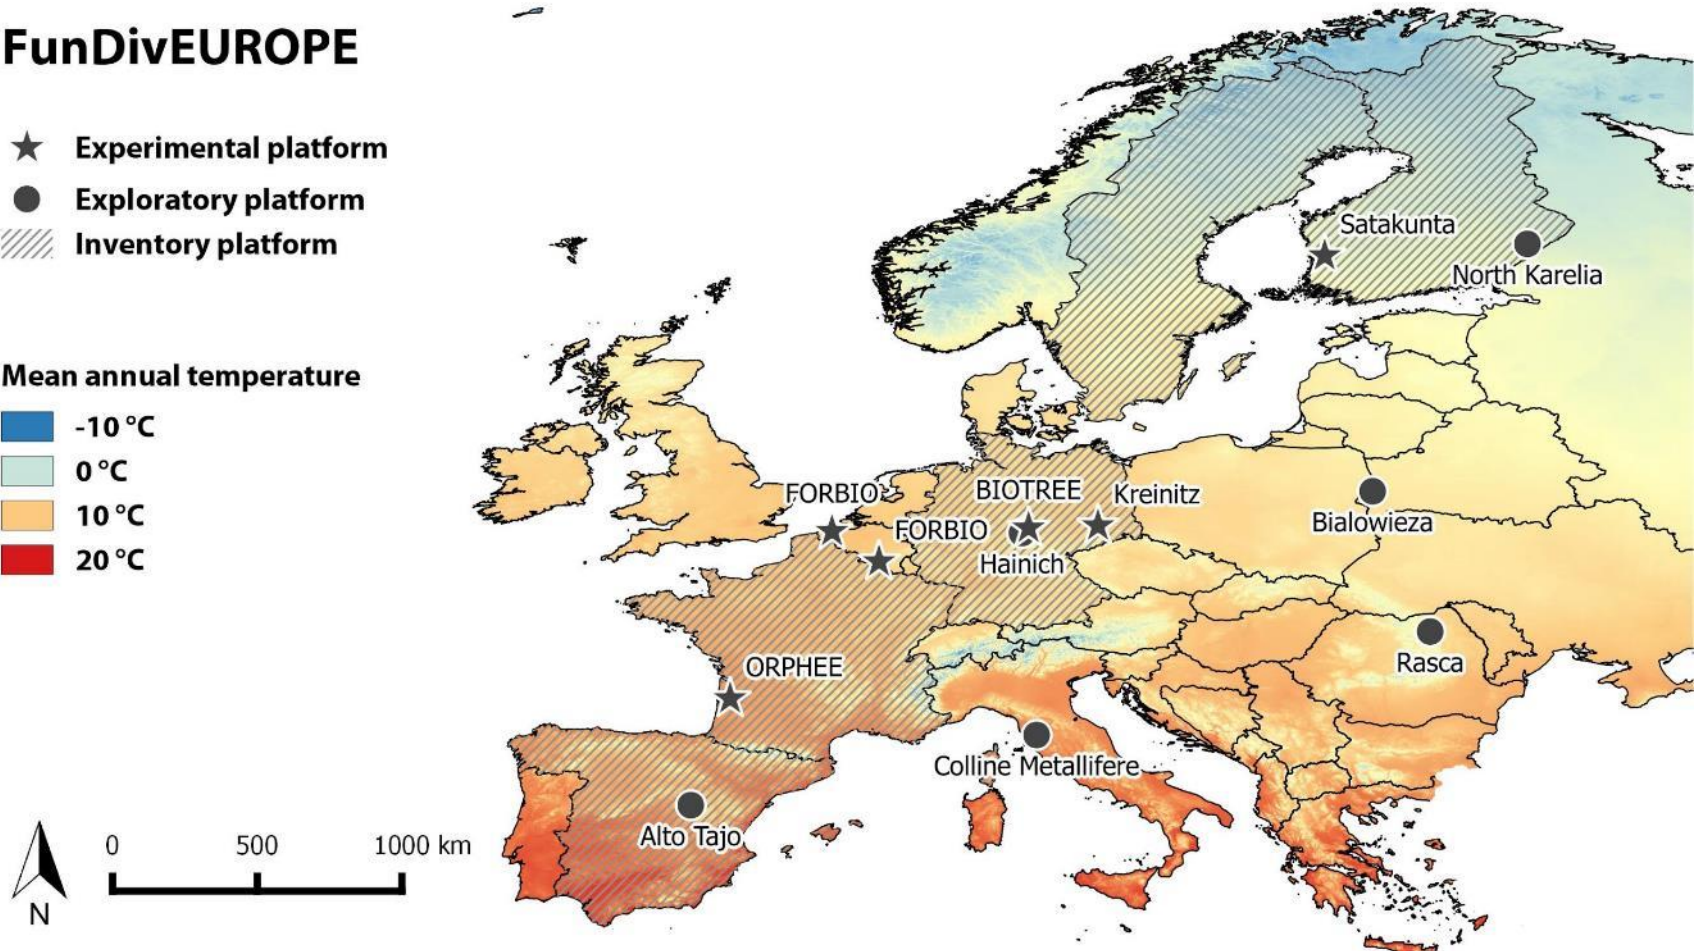 FunDivEUROPE
Experimental platform
Exploratory platform
Inventory platform
Mean annual temperature
-10 °C
0 °C
10 °C
20 °C
0 500 1000 km
N
Satakunta
North Karelia
FORBIO
BIOTREE
Kreinitz
FORBIO
Hainich
Bialowieza
ORPHEE
Rasca
Colline Metallifere
Alto Tajo